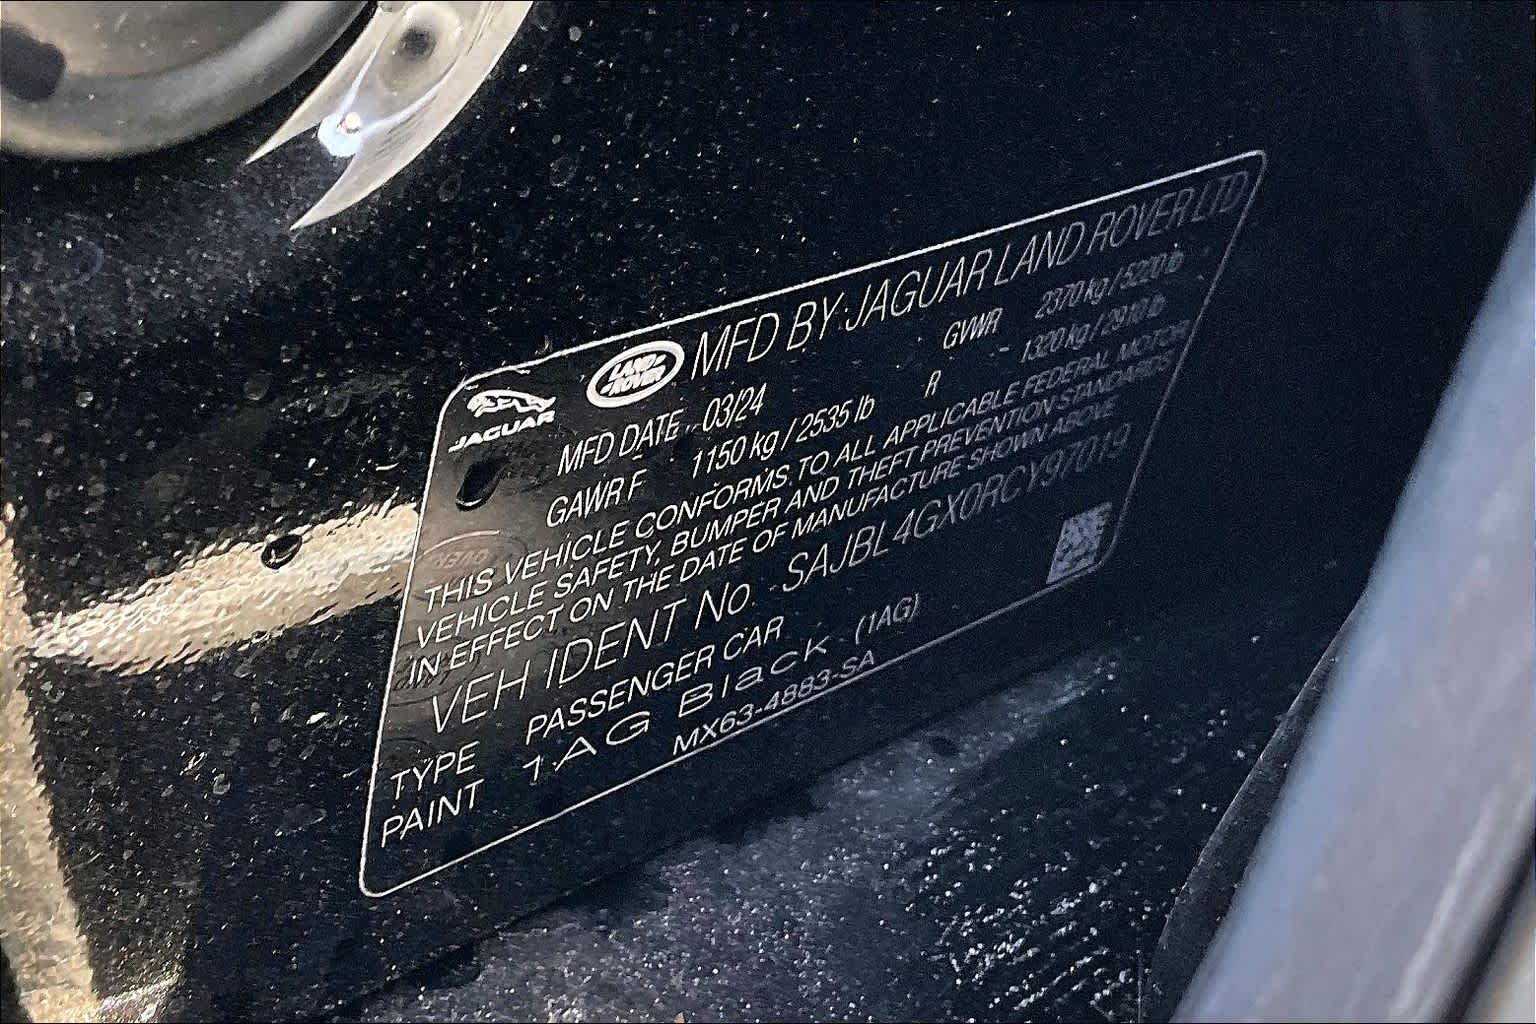 JAGUAR LAND-ROVER MFD BY JAGUAR LAND ROVER LTD
MFD DATE 03/24 GVWR 2370 kg / 5220 lb
GAWR F 1150 kg / 2535 lb R - 1320 kg / 2910 lb
THIS VEHICLE CONFORMS TO ALL APPLICABLE FEDERAL MOTOR
VEHICLE SAFETY, BUMPER AND THEFT PREVENTION STANDARDS
IN EFFECT ON THE DATE OF MANUFACTURE SHOWN ABOVE
VEH IDENT No SAJBL4GX0RCY97019
TYPE PASSENGER CAR
PAINT 1AG Black (1AG)
MX63-4883-SA